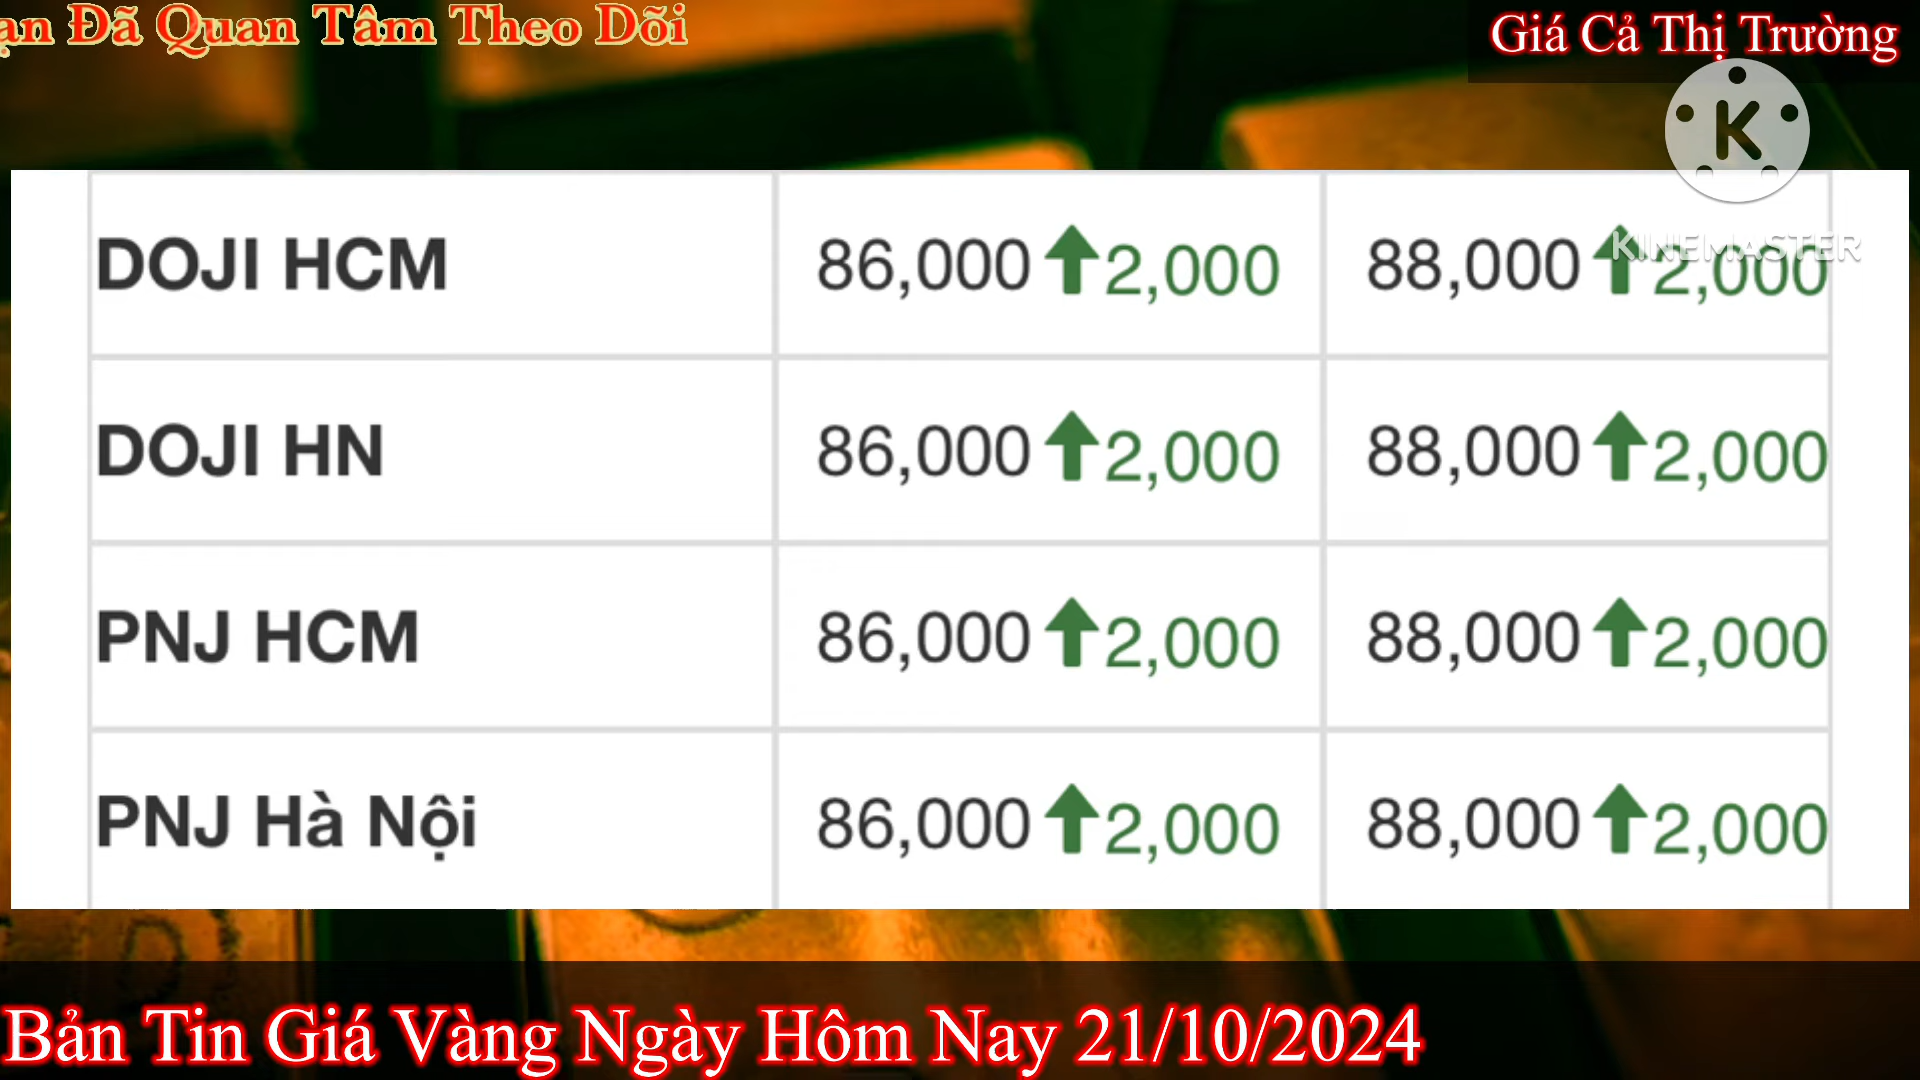 Đã Quan Tâm Theo Dõi
Giá Cả Thị Trường
K
KINEMASTER
DOJI HCM 86,000 ⬆2,000 88,000 ⬆2,000
DOJI HN 86,000 ⬆2,000 88,000 ⬆2,000
PNJ HCM 86,000 ⬆2,000 88,000 ⬆2,000
PNJ Hà Nội 86,000 ⬆2,000 88,000 ⬆2,000
Bản Tin Giá Vàng Ngày Hôm Nay 21/10/2024